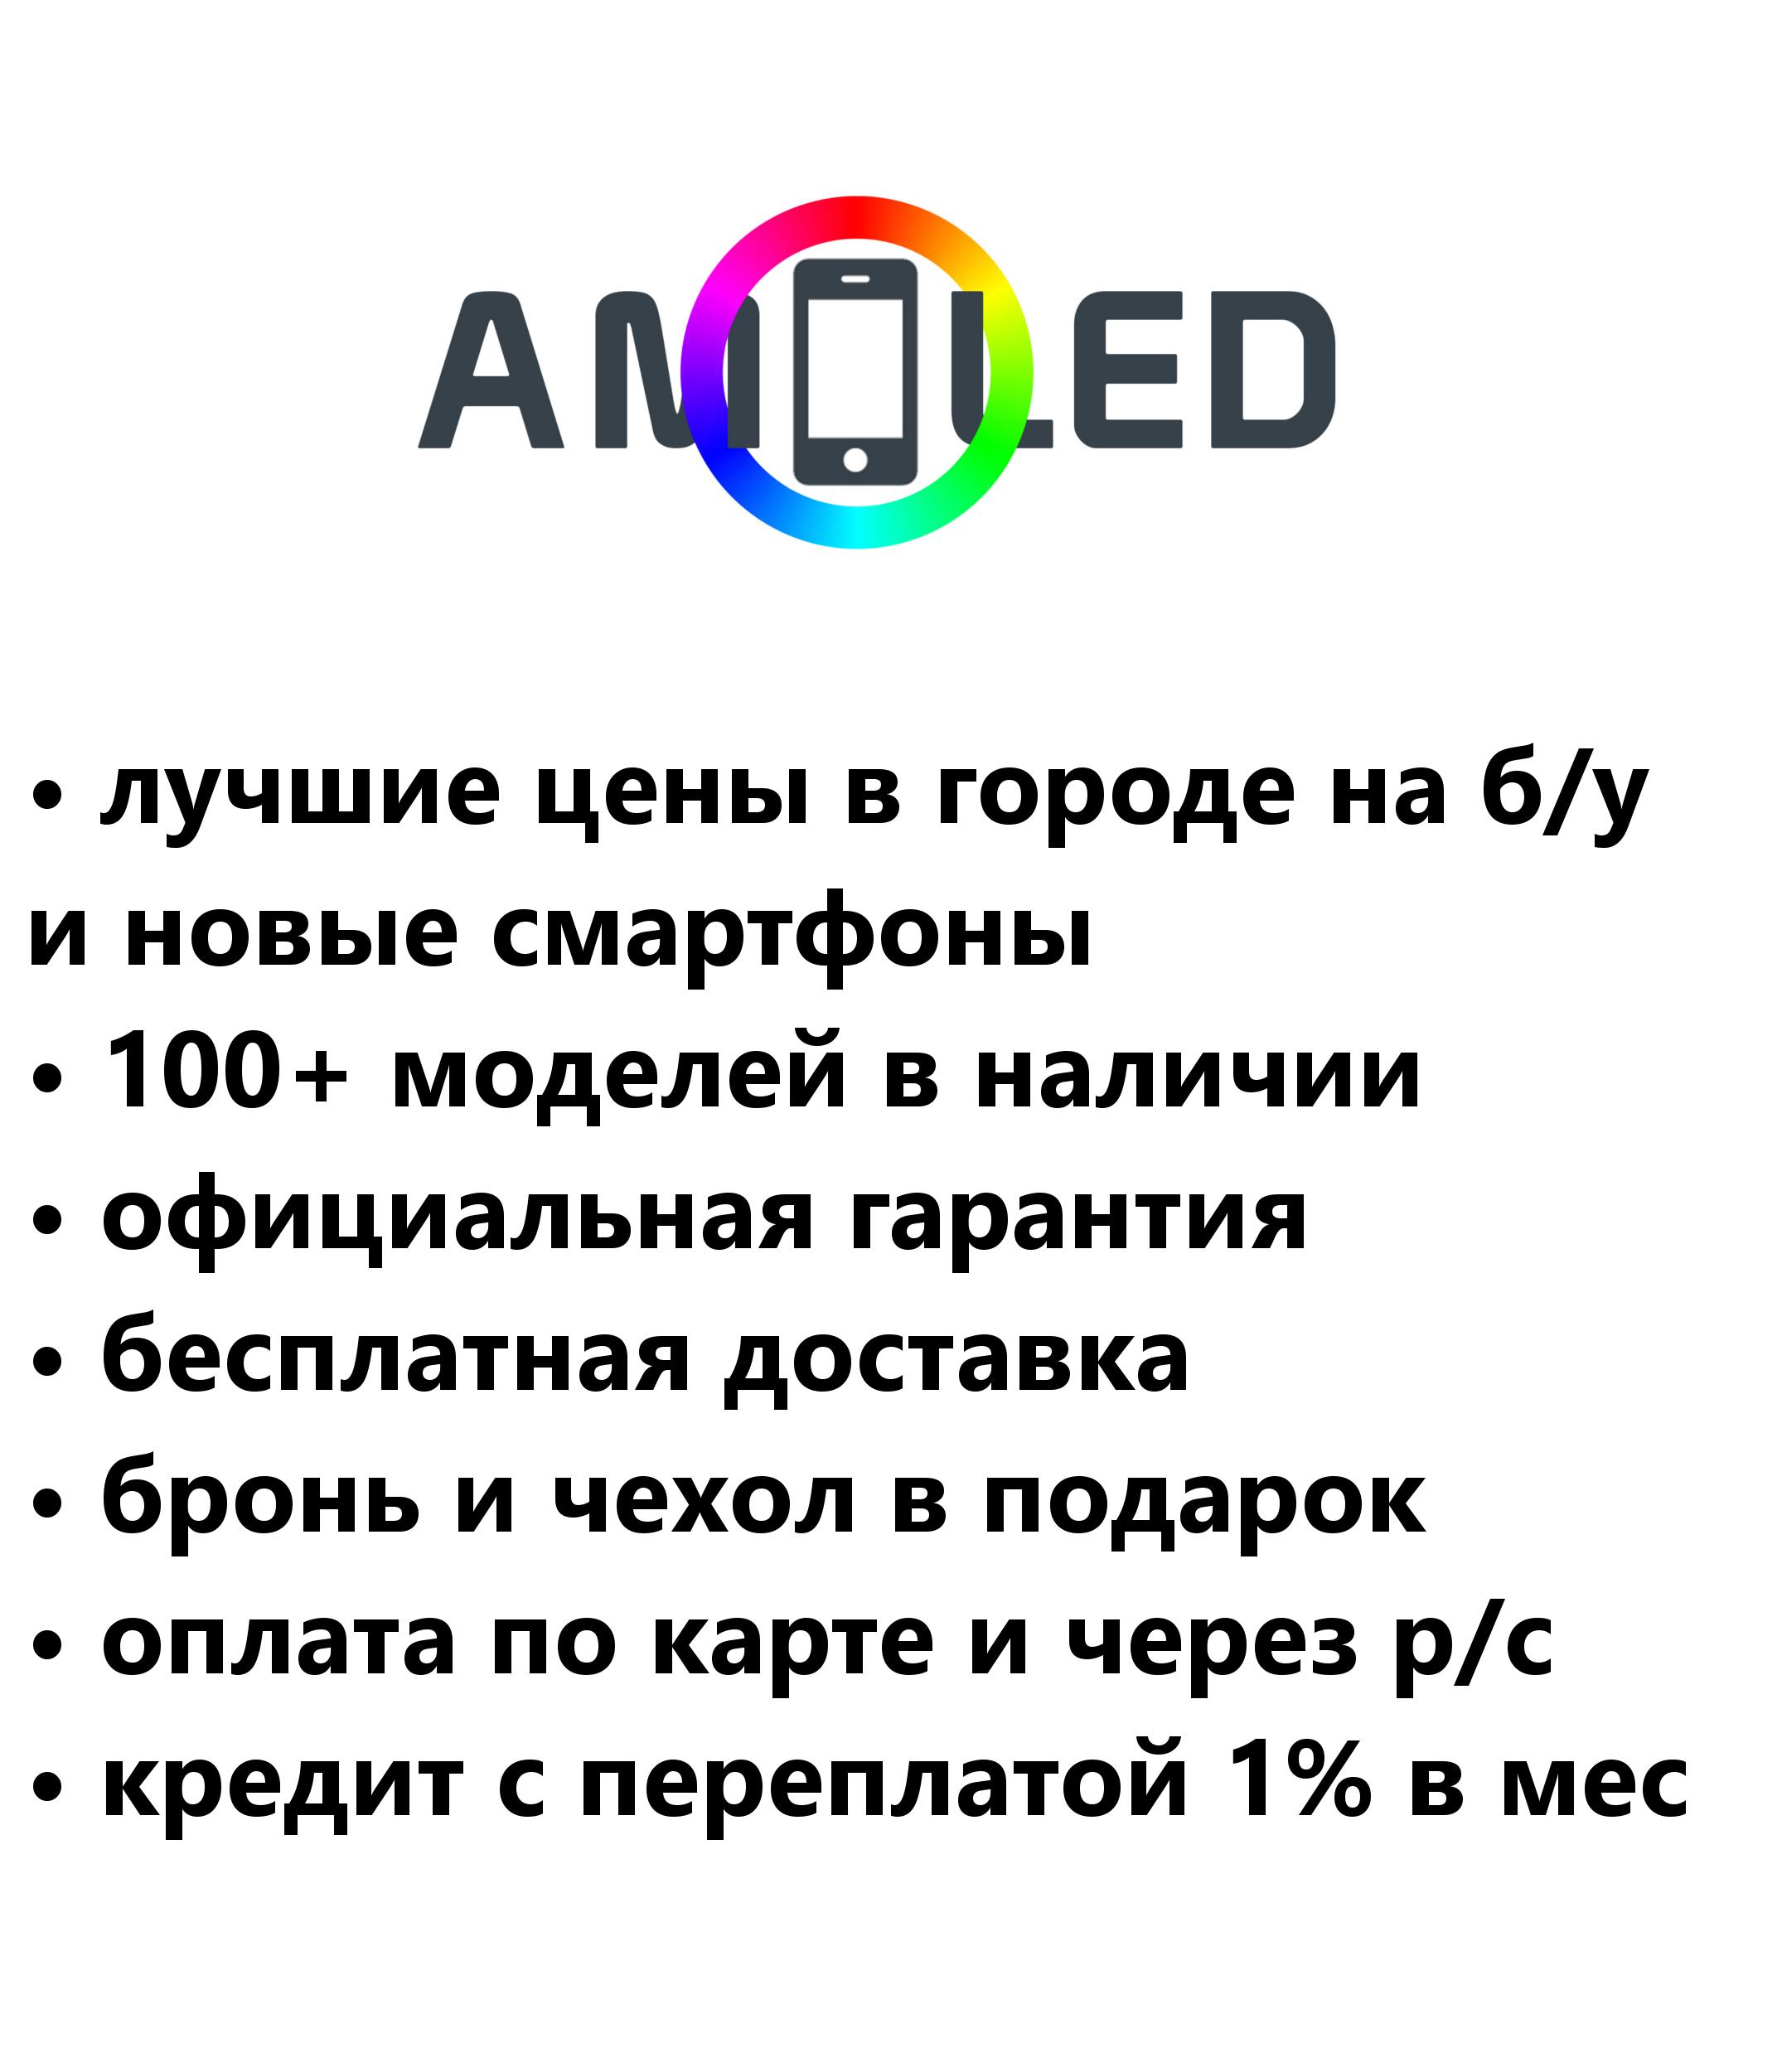 AMOLED
• лучшие цены в городе на б/у
и новые смартфоны
• 100+ моделей в наличии
• официальная гарантия
• бесплатная доставка
• бронь и чехол в подарок
• оплата по карте и через р/с
• кредит с переплатой 1% в мес